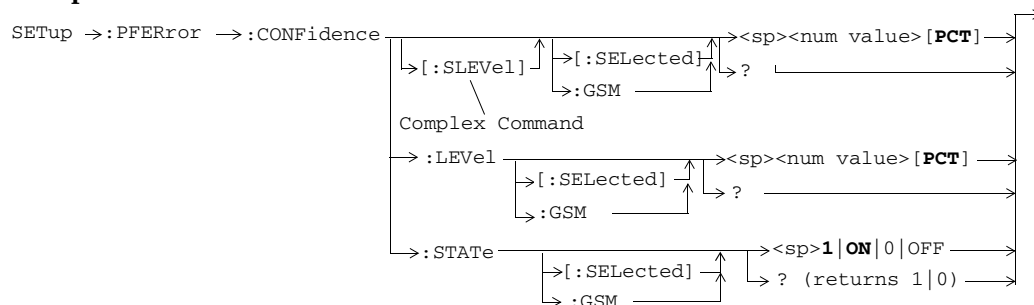 SETup :PFERror :CONFidence <sp><num value>[PCT]
[:SLEVel] [:SELected] ?
:GSM
Complex Command
:LEVel <sp><num value>[PCT]
[:SELected] ?
:GSM
:STATe <sp>1|ON|0|OFF
[:SELected] ? (returns 1|0)
:GSM